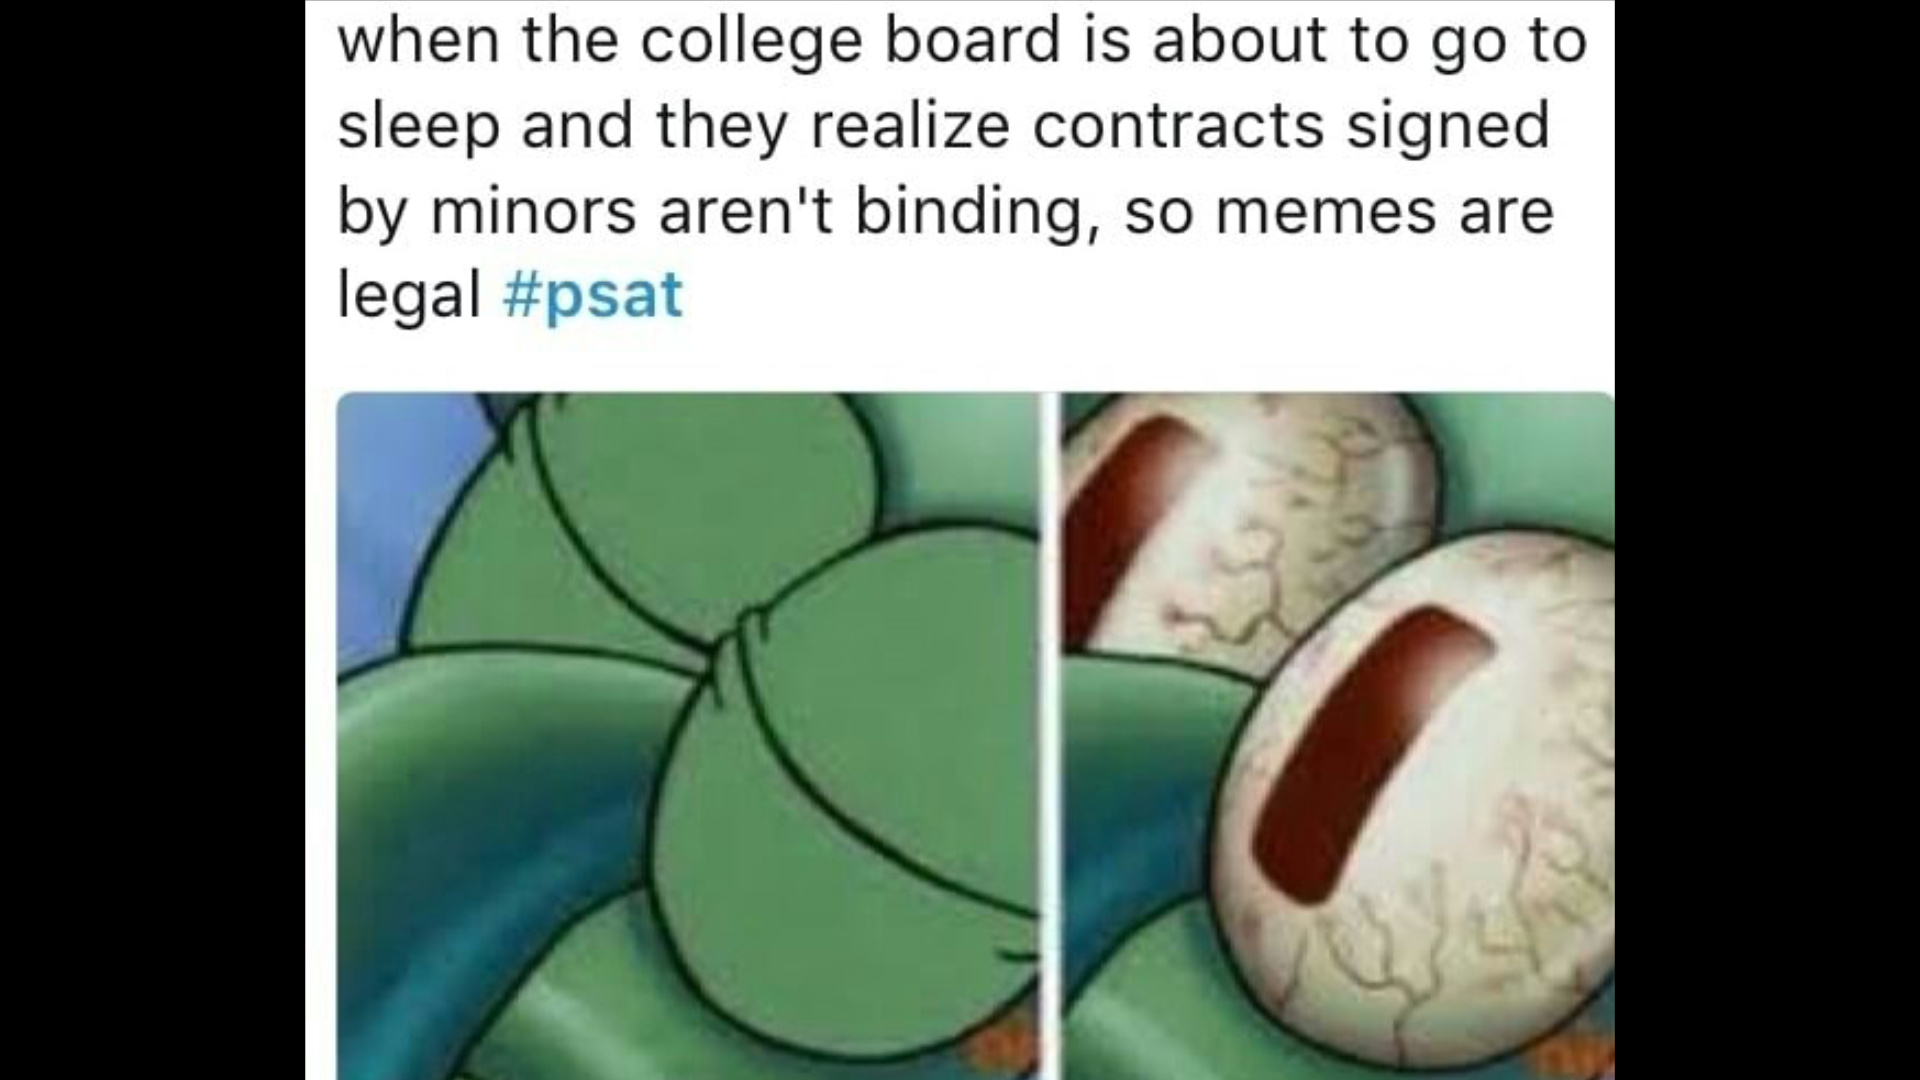 when the college board is about to go to
sleep and they realize contracts signed
by minors aren't binding, so memes are
legal #psat